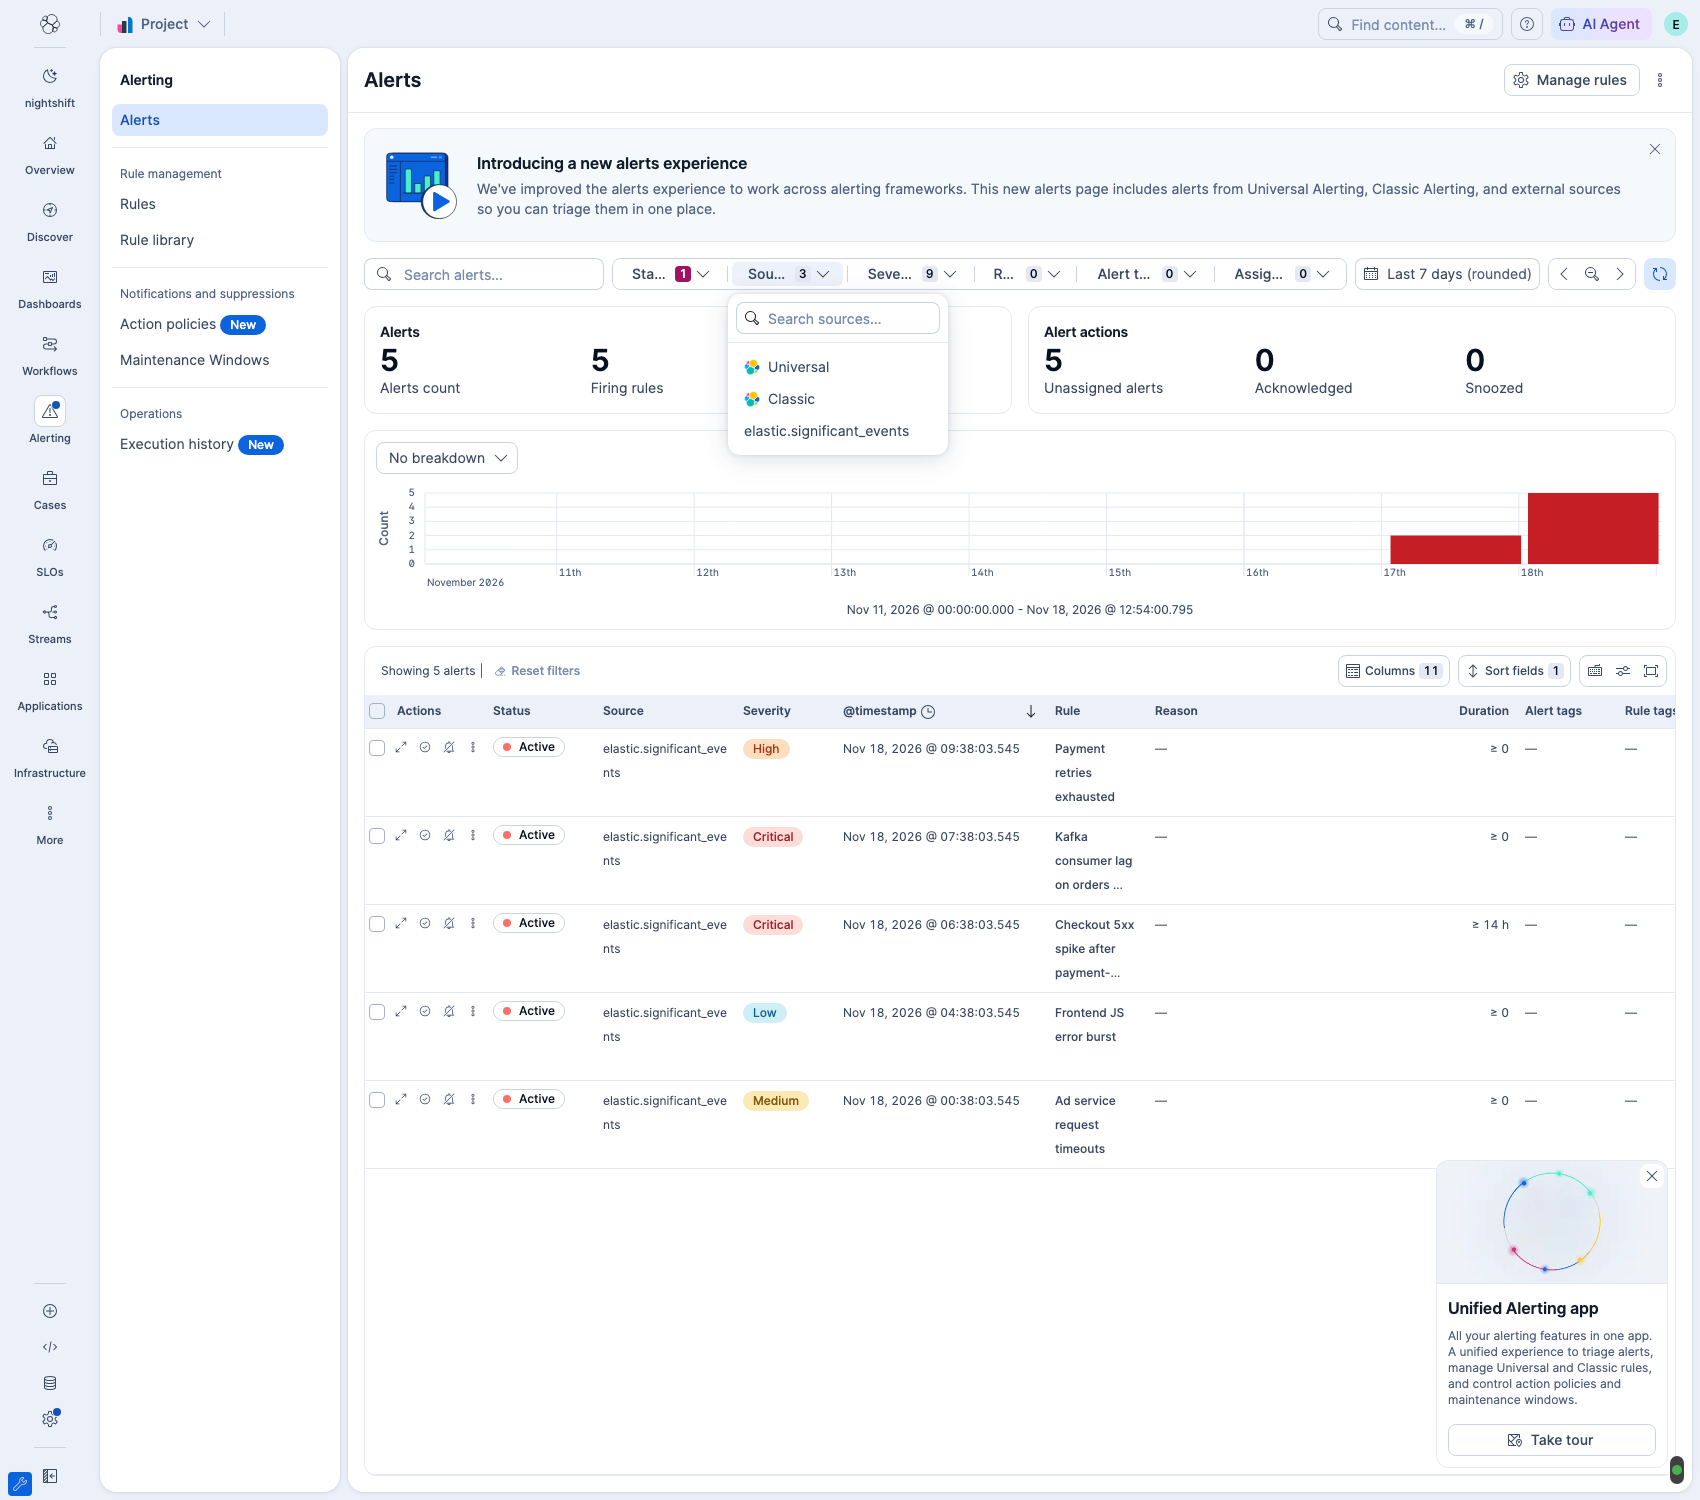 Project
Find content...
⌘ /
AI Agent
E
nightshift
Overview
Discover
Dashboards
Workflows
Alerting
Cases
SLOs
Streams
Applications
Infrastructure
More
Alerting
Alerts
Rule management
Rules
Rule library
Notifications and suppressions
Action policies New
Maintenance Windows
Operations
Execution history New
Alerts
Manage rules
Introducing a new alerts experience
We've improved the alerts experience to work across alerting frameworks. This new alerts page includes alerts from Universal Alerting, Classic Alerting, and external sources
so you can triage them in one place.
Search alerts...
Sta... 1
Sou... 3
Seve... 9
R... 0
Alert t... 0
Assig... 0
Last 7 days (rounded)
Search sources...
Universal
Classic
elastic.significant_events
Alerts
5
Alerts count
5
Firing rules
Alert actions
5
Unassigned alerts
0
Acknowledged
0
Snoozed
No breakdown
Count
5
4
3
2
1
0
11th
12th
13th
14th
15th
16th
17th
18th
November 2026
Nov 11, 2026 @ 00:00:00.000 - Nov 18, 2026 @ 12:54:00.795
Showing 5 alerts
Reset filters
Columns 11
Sort fields 1
Actions Status Source Severity @timestamp Rule Reason Duration Alert tags Rule tags
Active elastic.significant_eve High Nov 18, 2026 @ 09:38:03.545 Payment — ≥ 0 — —
nts retries
exhausted
Active elastic.significant_eve Critical Nov 18, 2026 @ 07:38:03.545 Kafka — ≥ 0 — —
nts consumer lag
on orders ...
Active elastic.significant_eve Critical Nov 18, 2026 @ 06:38:03.545 Checkout 5xx — ≥ 14 h — —
nts spike after
payment-...
Active elastic.significant_eve Low Nov 18, 2026 @ 04:38:03.545 Frontend JS — ≥ 0 — —
nts error burst
Active elastic.significant_eve Medium Nov 18, 2026 @ 00:38:03.545 Ad service — ≥ 0 — —
nts request
timeouts
Unified Alerting app
All your alerting features in one app.
A unified experience to triage alerts,
manage Universal and Classic rules,
and control action policies and
maintenance windows.
Take tour